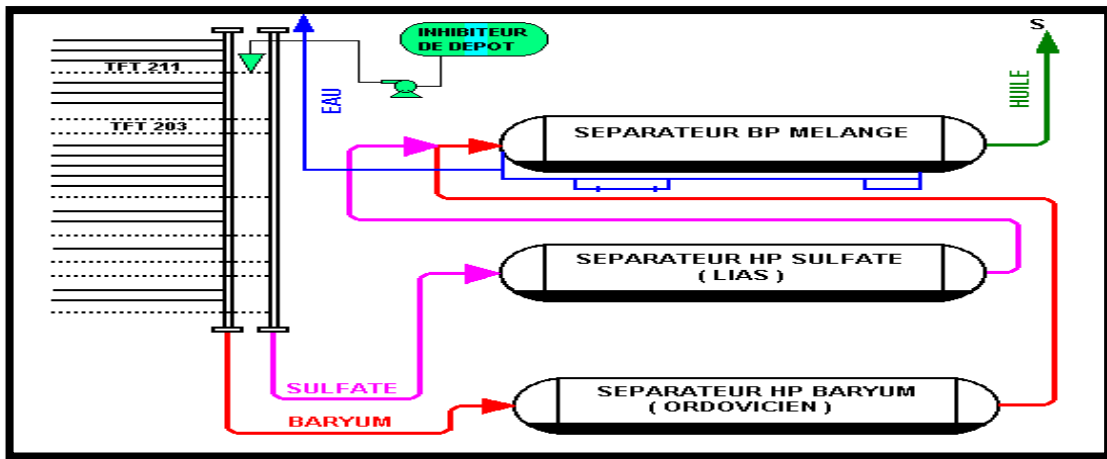 INHIBITEUR
DE DEPOT
S
TFT 211
EAU
HUILE
TFT 203
SEPARATEUR BP MELANGE
SEPARATEUR HP SULFATE
( LIAS )
SULFATE
SEPARATEUR HP BARYUM
( ORDOVICIEN )
BARYUM